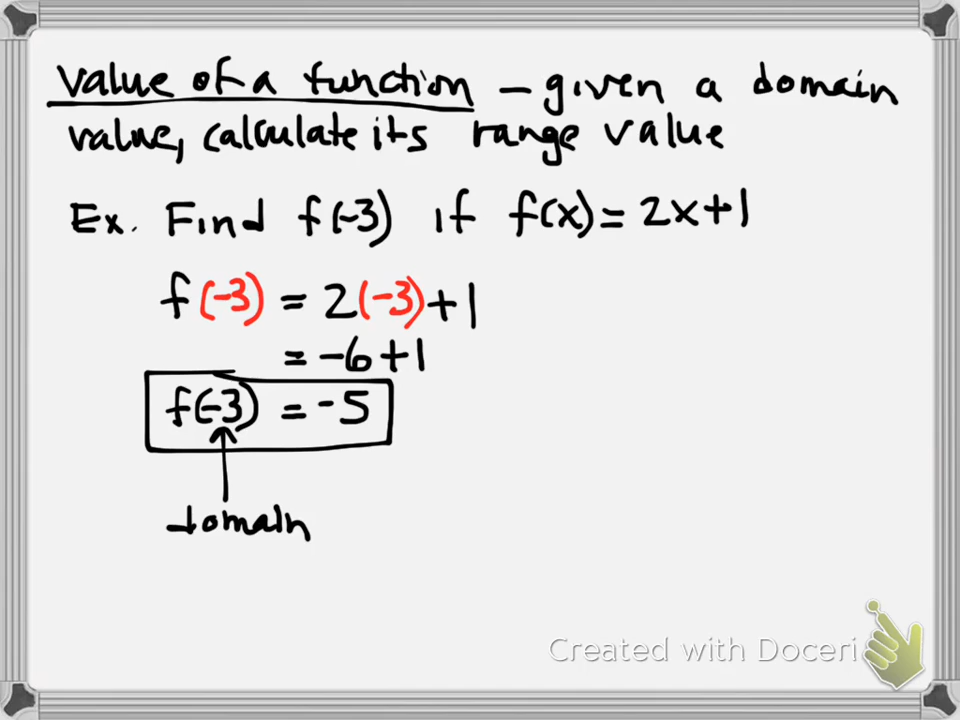 value of a function - given a domain
value, calculate its range value
Ex. Find f(-3) if f(x) = 2x+1
f(-3) = 2(-3)+1
= -6+1
f(-3) = -5
domain
Created with Doceri